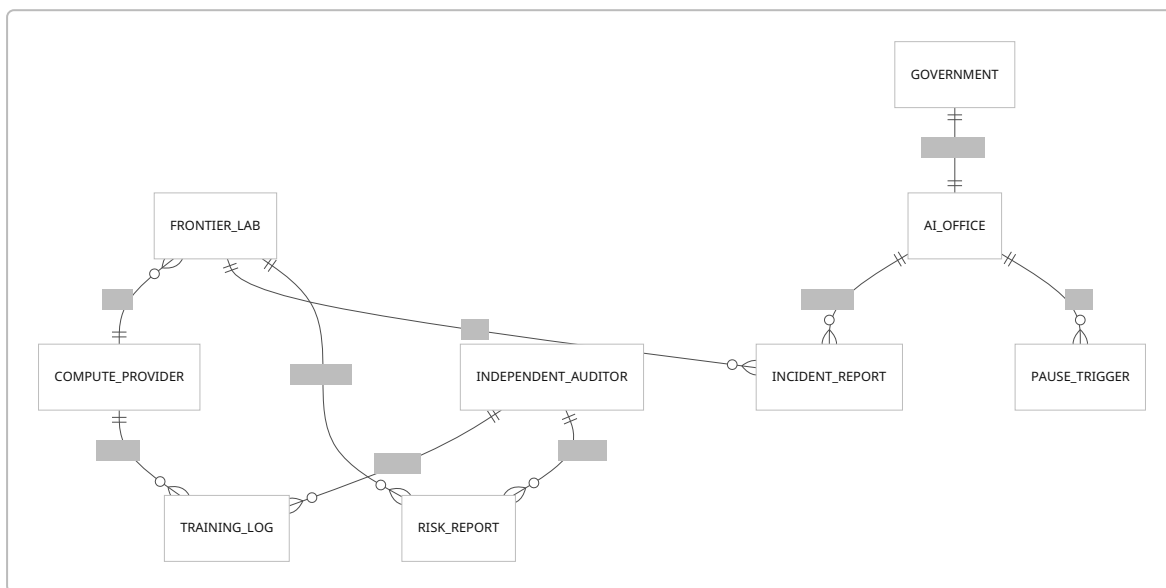 GOVERNMENT
FRONTIER_LAB
AI_OFFICE
COMPUTE_PROVIDER
INDEPENDENT_AUDITOR
INCIDENT_REPORT
PAUSE_TRIGGER
TRAINING_LOG
RISK_REPORT